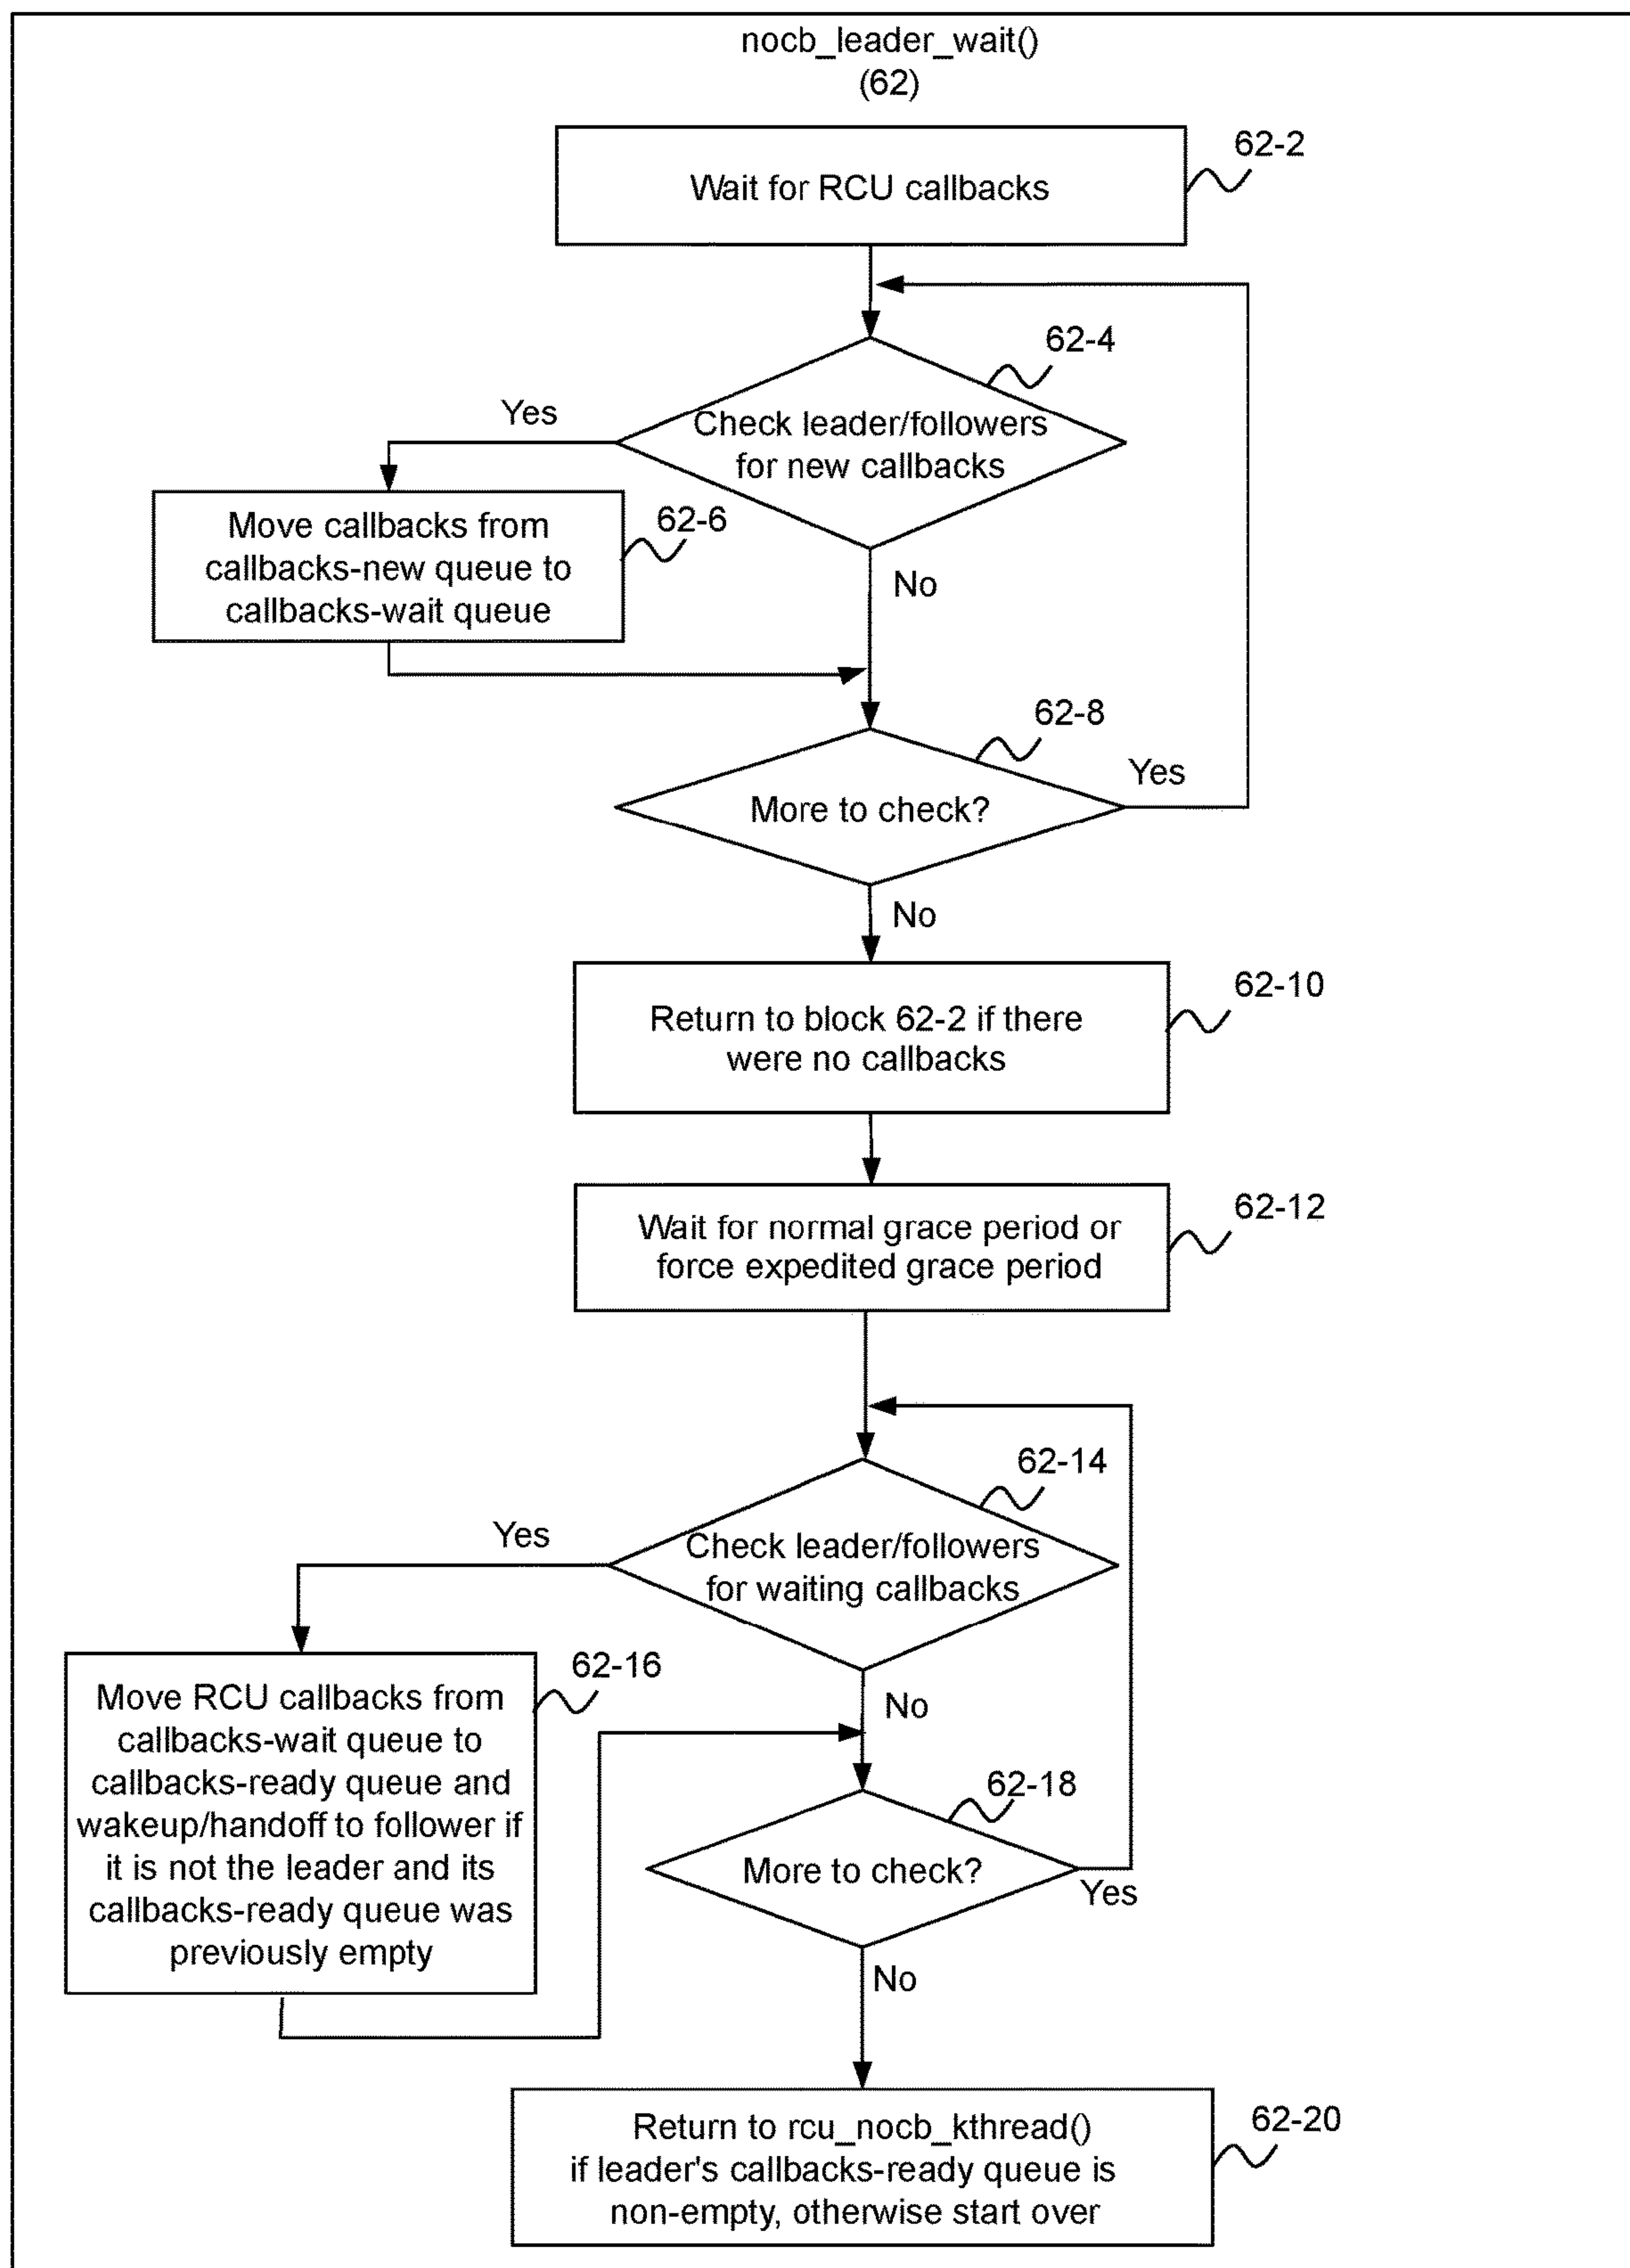 nocb_leader_wait()
(62)
62-2
Wait for RCU callbacks
62-4
Yes
Check leader/followers
for new callbacks
Move callbacks from
callbacks-new queue to
callbacks-wait queue
62-6
No
62-8
Yes
More to check?
No
62-10
Return to block 62-2 if there
were no callbacks
62-12
Wait for normal grace period or
force expedited grace period
62-14
Yes
Check leader/followers
for waiting callbacks
62-16
Move RCU callbacks from
callbacks-wait queue to
callbacks-ready queue and
wakeup/handoff to follower if
it is not the leader and its
callbacks-ready queue was
previously empty
No
62-18
More to check?
Yes
No
62-20
Return to rcu_nocb_kthread()
if leader's callbacks-ready queue is
non-empty, otherwise start over